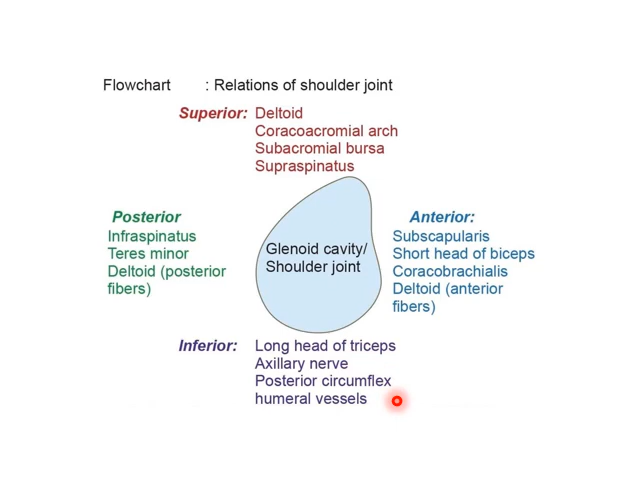 Flowchart : Relations of shoulder joint
Superior: Deltoid
Coracoacromial arch
Subacromial bursa
Supraspinatus
Posterior
Infraspinatus
Teres minor
Deltoid (posterior
fibers)
Glenoid cavity/
Shoulder joint
Anterior:
Subscapularis
Short head of biceps
Coracobrachialis
Deltoid (anterior
fibers)
Inferior: Long head of triceps
Axillary nerve
Posterior circumflex
humeral vessels